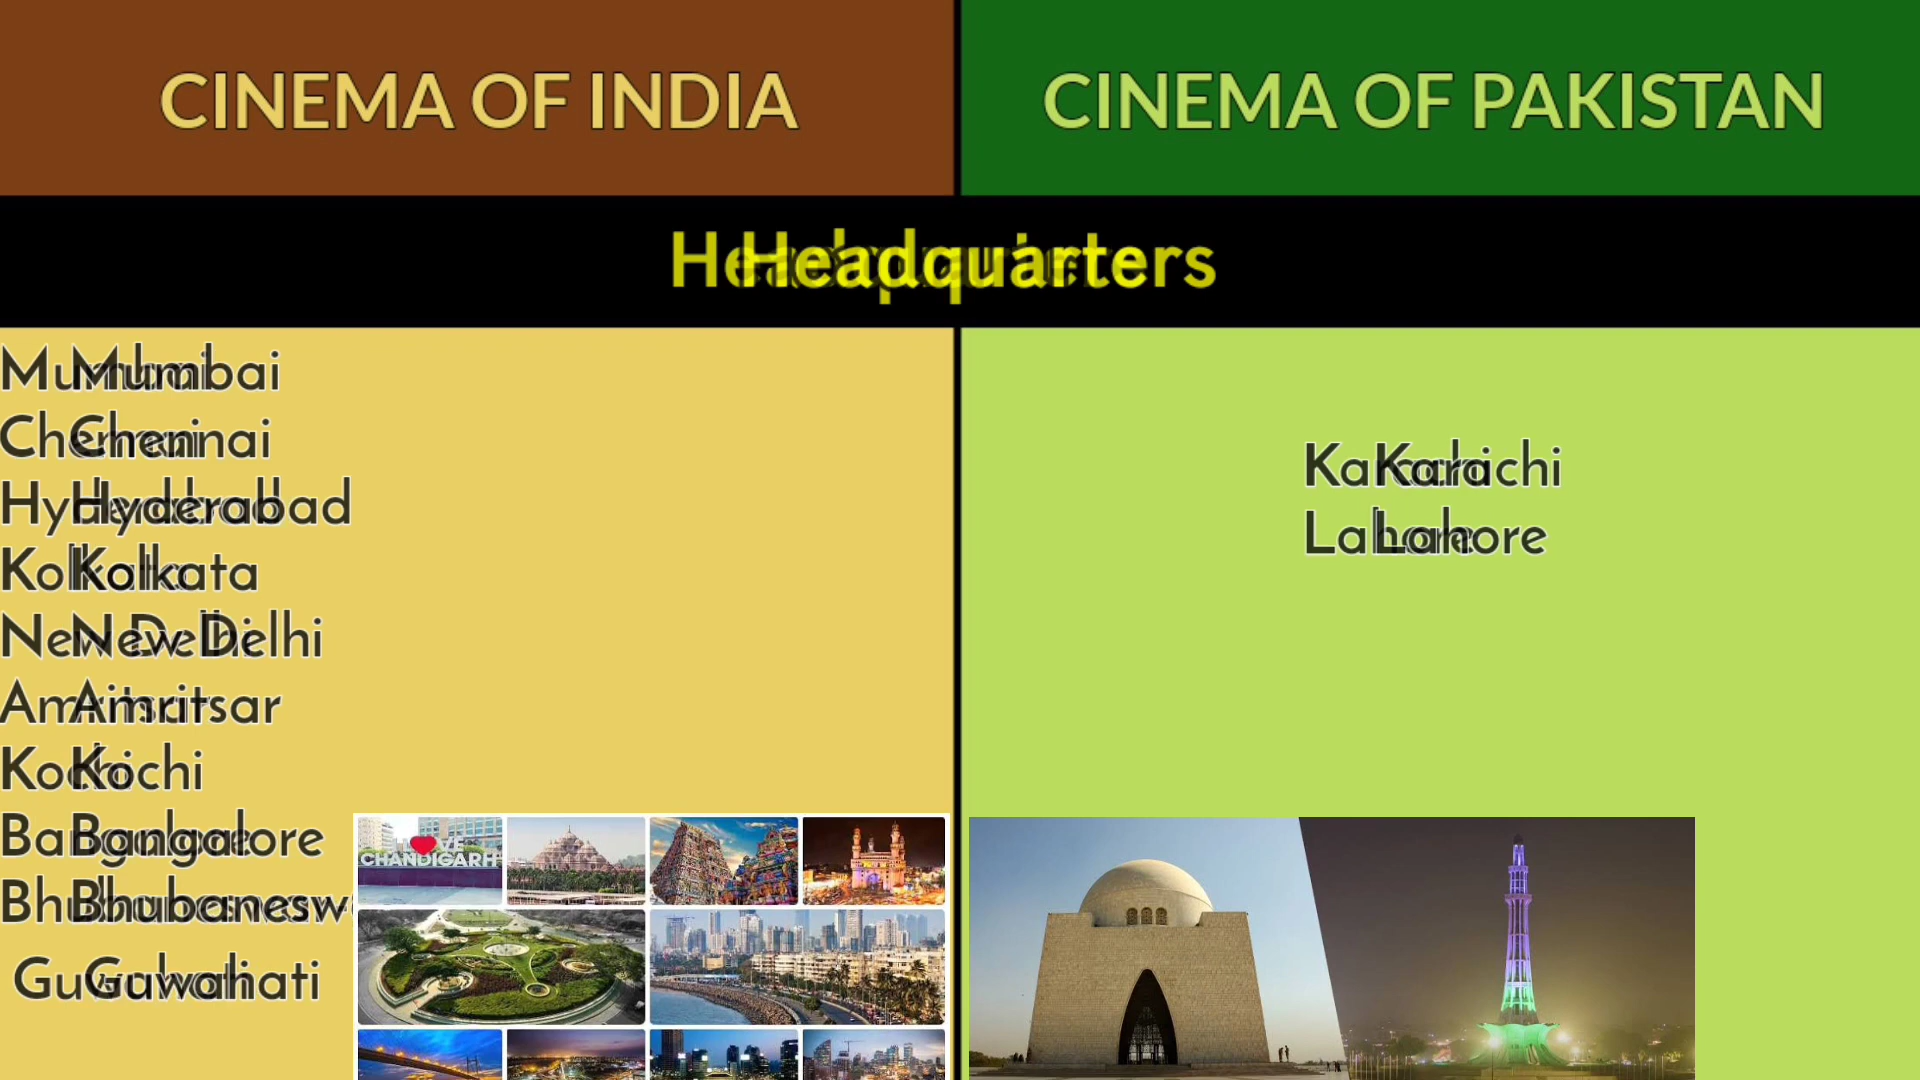 CINEMA OF INDIA
CINEMA OF PAKISTAN
Headquarters
Mumbai
Chennai
Hyderabad
Kolkata
New Delhi
Amritsar
Kochi
Bangalore
Guwahati
Karachi
Lahore
CHANDIGARH